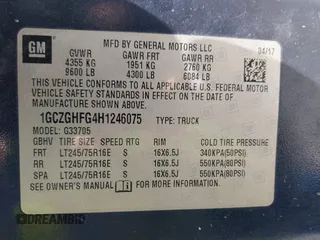 GM
MFD BY GENERAL MOTORS LLC
04/17
GVWR GAWR FRT GAWR RR
4355 KG 1951 KG 2760 KG
9600 LB 4300 LB 6084 LB
THIS VEHICLE CONFORMS TO ALL APPLICABLE U.S. FEDERAL MOTOR
VEHICLE SAFETY STANDARDS IN EFFECT ON THE DATE OF
MANUFACTURE SHOWN ABOVE.
1GCZGHFG4H1246075 TYPE: TRUCK
G33705
GBHV TIRE SIZE SPEED RTG RIM COLD TIRE PRESSURE
FRT LT245/75R16E S 16X6.5J 340KPA(50PSI)
RR LT245/75R16E S 16X6.5J 550KPA(80PSI)
SPA LT245/75R16E S 16X6.5J 550KPA(80PSI)
SEE OWNER'S MANUAL FOR MORE INFORMATION.
DREAMBID